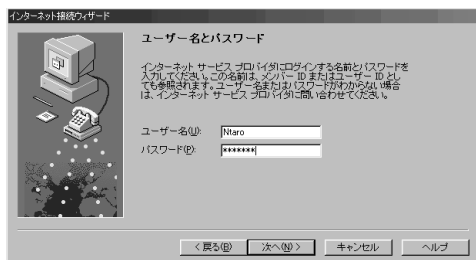 インターネット接続ウィザード
ユーザー名とパスワード
インターネット サービス プロバイダにログインする名前とパスワードを
入力してください。この名前は、メンバー ID またはユーザー ID とし
ても参照されます。ユーザー名またはパスワードがわからない場合
は、インターネット サービス プロバイダに問い合わせてください。
ユーザー名(U): Ntaro
パスワード(P): *******
< 戻る(B) 次へ(N) > キャンセル ヘルプ